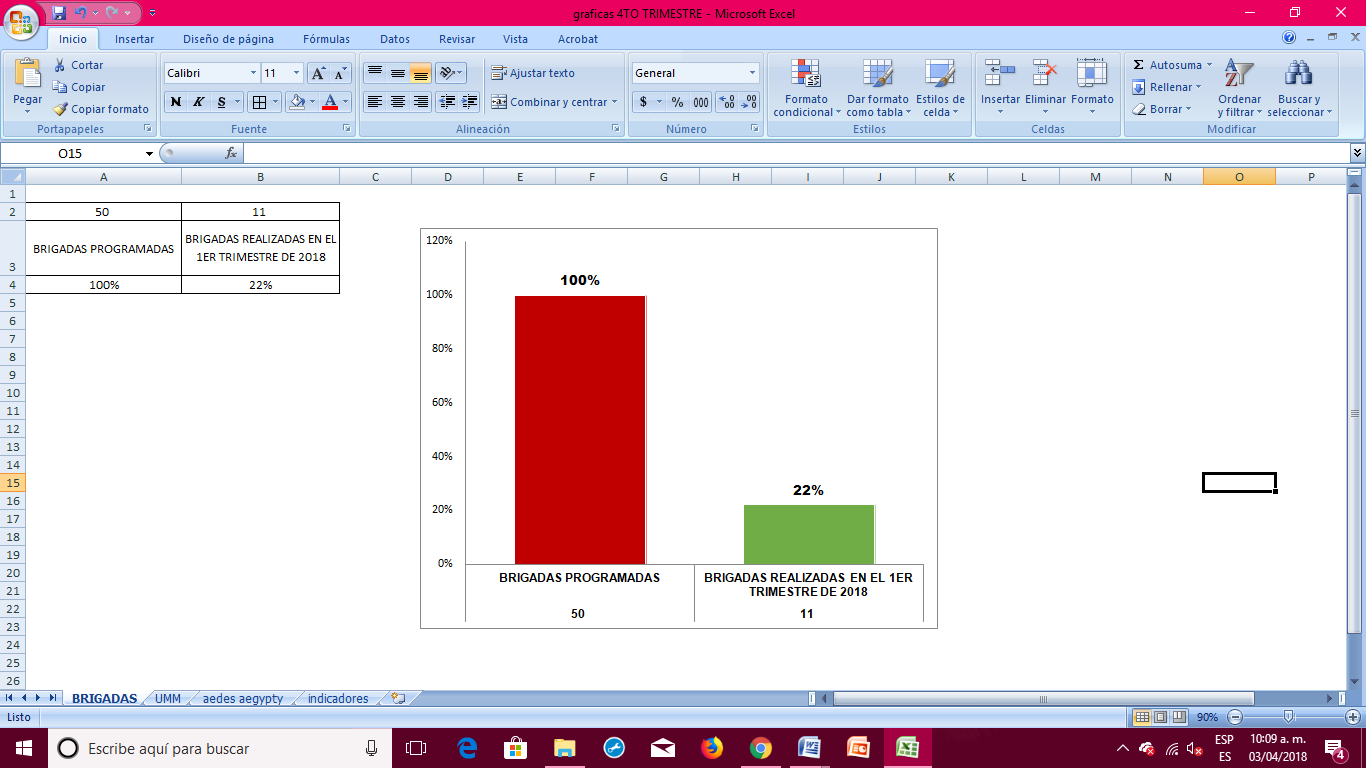 graficas 4TO TRIMESTRE - Microsoft Excel
Inicio Insertar Diseño de página Fórmulas Datos Revisar Vista Acrobat
Pegar
Cortar
Copiar
Copiar formato
Portapapeles
Calibri 11
N K S
Fuente
Ajustar texto
Combinar y centrar
Alineación
General
$ % 000
Número
Formato condicional
Dar formato como tabla
Estilos de celda
Estilos
Insertar Eliminar Formato
Celdas
Autosuma
Rellenar
Borrar
Ordenar y filtrar
Buscar y seleccionar
Modificar
O15
fx
A B C D E F G H I J K L M N O P
1
2 50 11
3 BRIGADAS PROGRAMADAS
BRIGADAS REALIZADAS EN EL
1ER TRIMESTRE DE 2018
4 100% 22%
5
6
7
8
9
10
11
12
13
14
15
16
17
18
19
20
21
22
23
24
25
26
120%
100%
80%
60%
40%
20%
0%
100%
22%
BRIGADAS PROGRAMADAS
50
BRIGADAS REALIZADAS EN EL 1ER
TRIMESTRE DE 2018
11
BRIGADAS UMM aedes aegypty indicadores
Listo
90%
Escribe aquí para buscar
ESP
ES
10:09 a. m.
03/04/2018
4